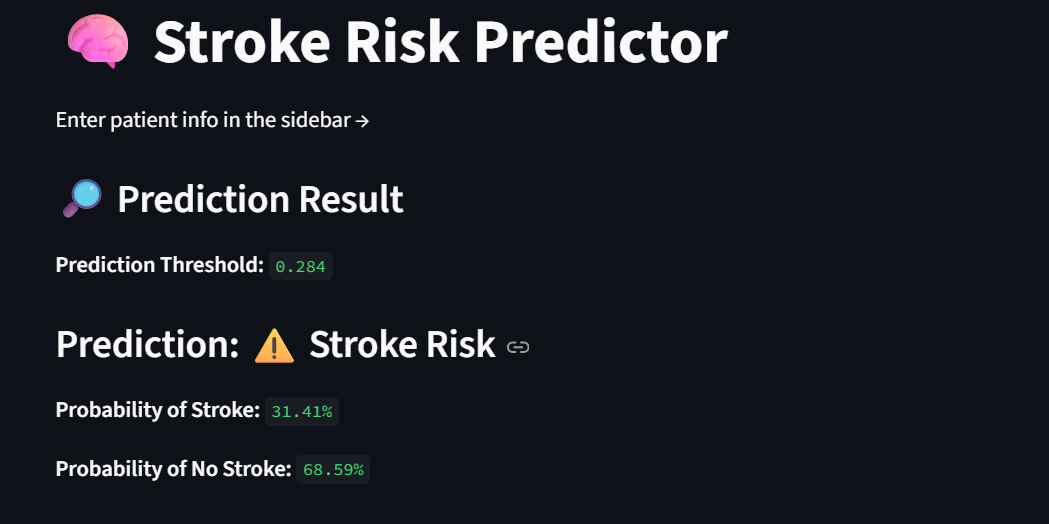 Stroke Risk Predictor
Enter patient info in the sidebar →
Prediction Result
Prediction Threshold: 0.284
Prediction: ⚠️ Stroke Risk
Probability of Stroke: 31.41%
Probability of No Stroke: 68.59%